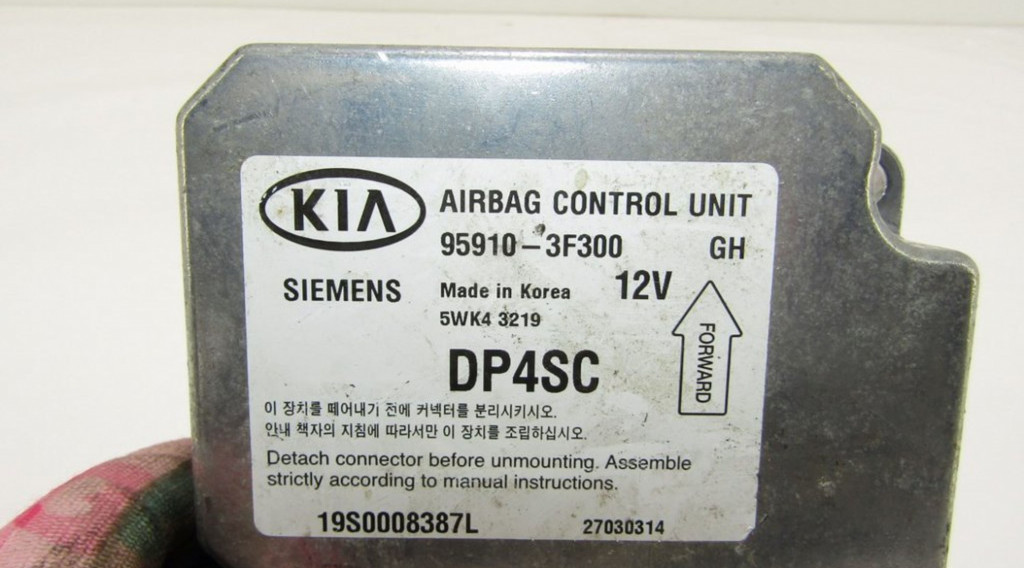 KIA AIRBAG CONTROL UNIT
95910-3F300 GH
SIEMENS Made in Korea 12V
5WK4 3219
FORWARD
DP4SC
이 장치를 떼어내기 전에 커넥터를 분리시키시오.
안내 책자의 지침에 따라서만 이 장치를 조립하십시오.
Detach connector before unmounting. Assemble
strictly according to manual instructions.
19S0008387L 27030314